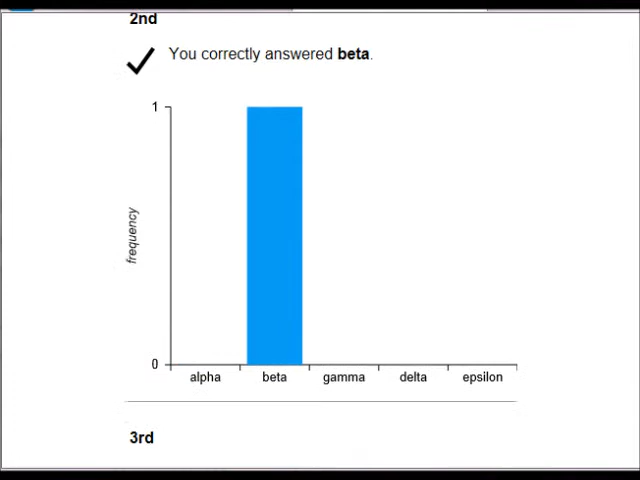 2nd
You correctly answered beta.
1
frequency
0
alpha beta gamma delta epsilon
3rd